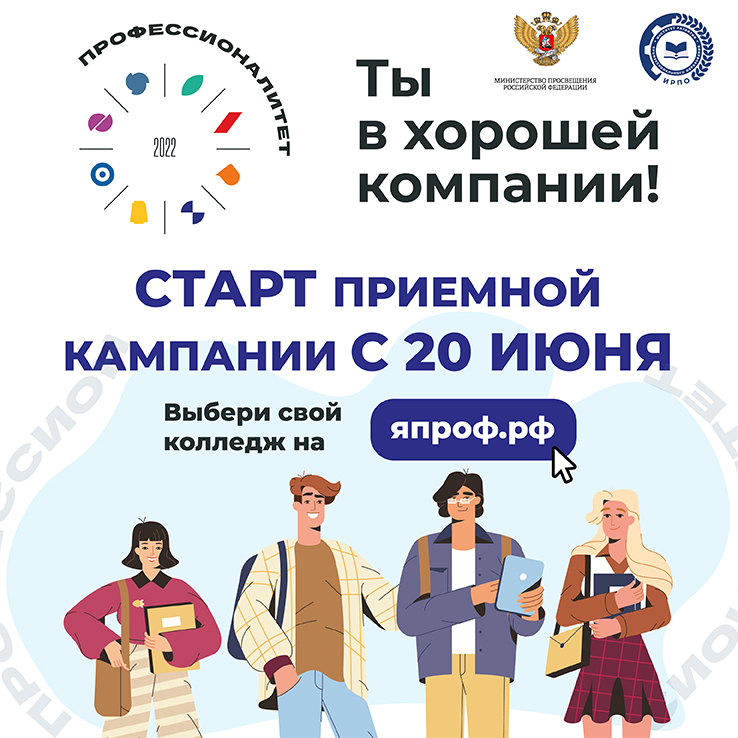 ПРОФЕССИОНАЛИТЕТ
2022
Ты
в хорошей
компании!
МИНИСТЕРСТВО ПРОСВЕЩЕНИЯ
РОССИЙСКОЙ ФЕДЕРАЦИИ
ИРПО
СТАРТ ПРИЕМНОЙ
КАМПАНИИ С 20 ИЮНЯ
Выбери свой
колледж на
япроф.рф